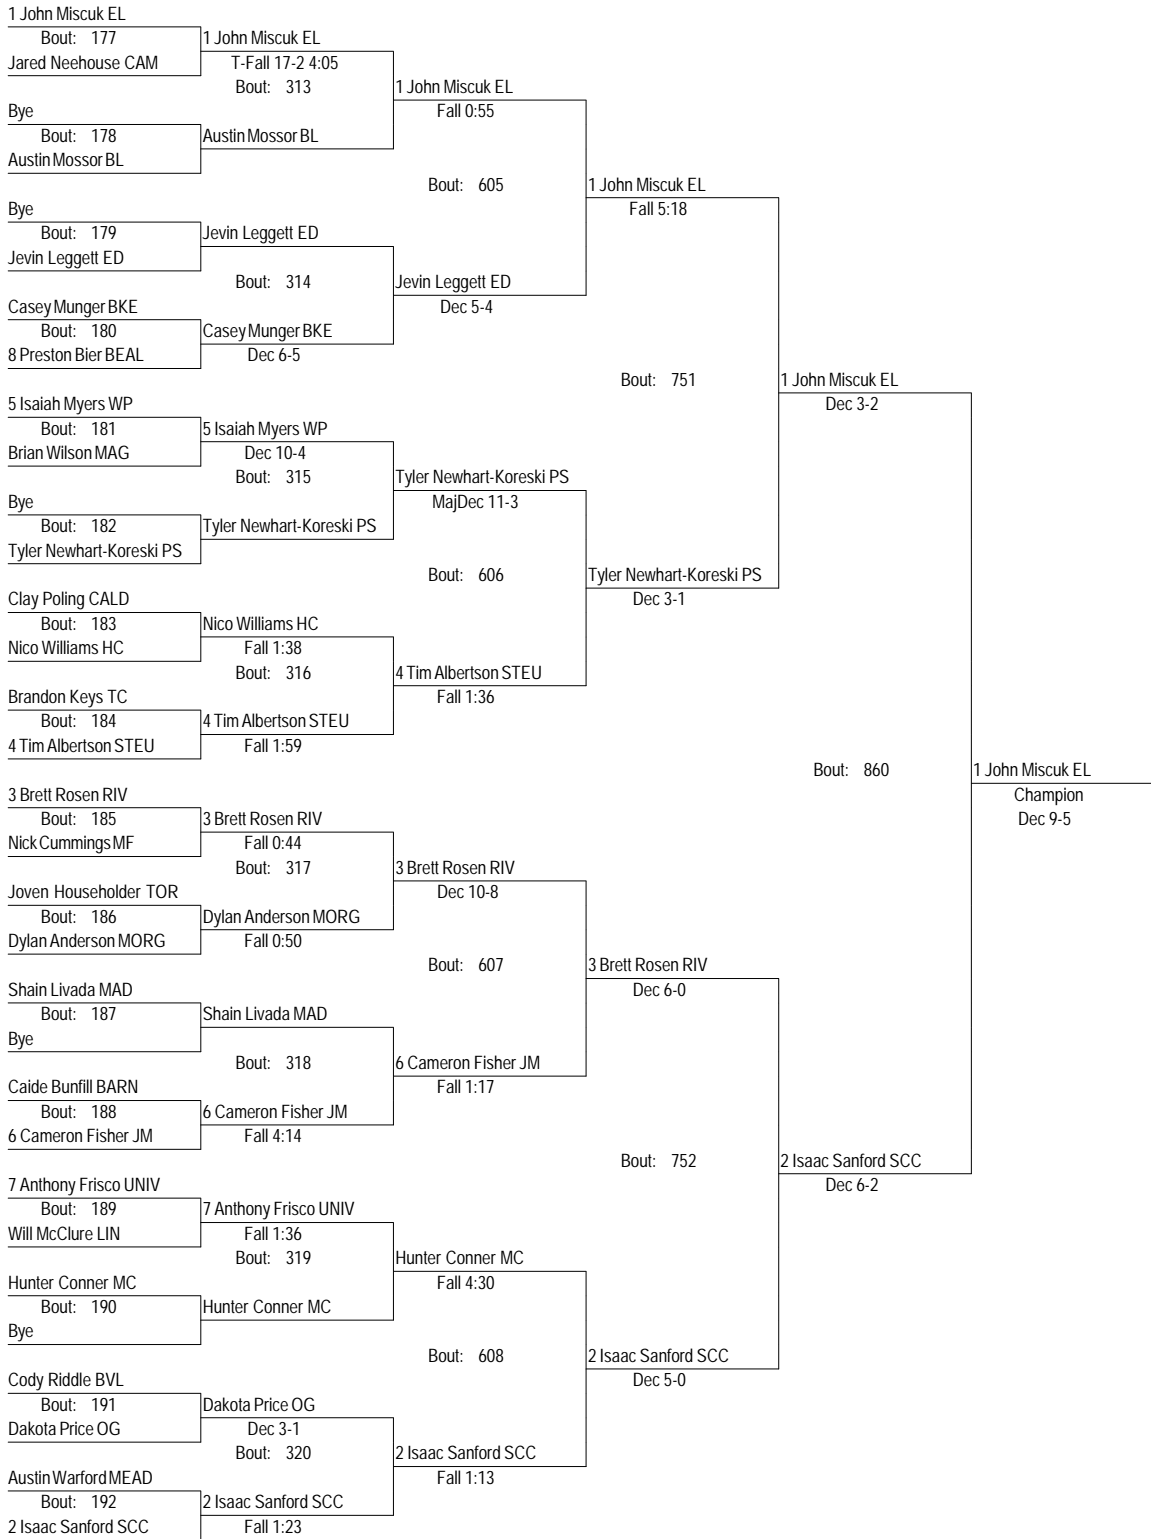 1 John Miscuk EL
Bout: 177
Jared Neehouse CAM
1 John Miscuk EL
T-Fall 17-2 4:05
Bout: 313
1 John Miscuk EL
Fall 0:55
Bye
Bout: 178
Austin Mossor BL
Austin Mossor BL
Bout: 605
1 John Miscuk EL
Fall 5:18
Bye
Bout: 179
Jevin Leggett ED
Jevin Leggett ED
Bout: 314
Jevin Leggett ED
Dec 5-4
Casey Munger BKE
Bout: 180
8 Preston Bier BEAL
Casey Munger BKE
Dec 6-5
Bout: 751
1 John Miscuk EL
Dec 3-2
5 Isaiah Myers WP
Bout: 181
Brian Wilson MAG
5 Isaiah Myers WP
Dec 10-4
Bout: 315
Tyler Newhart-Koreski PS
MajDec 11-3
Bye
Bout: 182
Tyler Newhart-Koreski PS
Tyler Newhart-Koreski PS
Bout: 606
Tyler Newhart-Koreski PS
Dec 3-1
Clay Poling CALD
Bout: 183
Nico Williams HC
Nico Williams HC
Fall 1:38
Bout: 316
4 Tim Albertson STEU
Fall 1:36
Brandon Keys TC
Bout: 184
4 Tim Albertson STEU
4 Tim Albertson STEU
Fall 1:59
Bout: 860
1 John Miscuk EL
Champion
Dec 9-5
3 Brett Rosen RIV
Bout: 185
Nick Cummings MF
3 Brett Rosen RIV
Fall 0:44
Bout: 317
3 Brett Rosen RIV
Dec 10-8
Joven Householder TOR
Bout: 186
Dylan Anderson MORG
Dylan Anderson MORG
Fall 0:50
Bout: 607
3 Brett Rosen RIV
Dec 6-0
Shain Livada MAD
Bout: 187
Bye
Shain Livada MAD
Bout: 318
6 Cameron Fisher JM
Fall 1:17
Caide Bunfill BARN
Bout: 188
6 Cameron Fisher JM
6 Cameron Fisher JM
Fall 4:14
Bout: 752
2 Isaac Sanford SCC
Dec 6-2
7 Anthony Frisco UNIV
Bout: 189
Will McClure LIN
7 Anthony Frisco UNIV
Fall 1:36
Bout: 319
Hunter Conner MC
Fall 4:30
Hunter Conner MC
Bout: 190
Bye
Hunter Conner MC
Bout: 608
2 Isaac Sanford SCC
Dec 5-0
Cody Riddle BVL
Bout: 191
Dakota Price OG
Dakota Price OG
Dec 3-1
Bout: 320
2 Isaac Sanford SCC
Fall 1:13
Austin Warford MEAD
Bout: 192
2 Isaac Sanford SCC
2 Isaac Sanford SCC
Fall 1:23